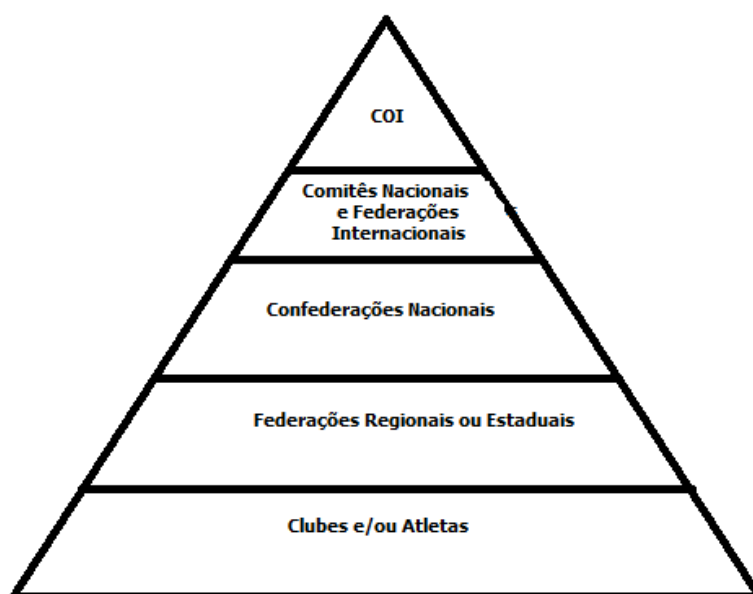 COI
Comitês Nacionais
e Federações
Internacionais
Confederações Nacionais
Federações Regionais ou Estaduais
Clubes e/ou Atletas